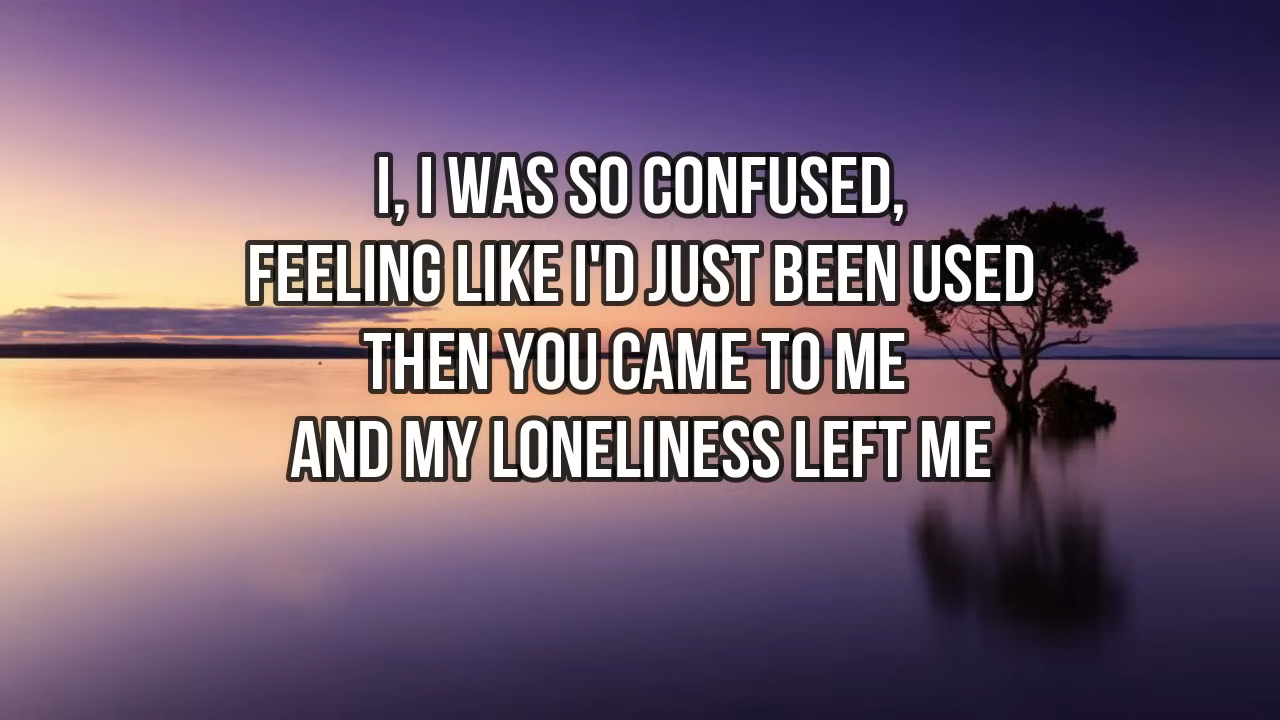 I, I WAS SO CONFUSED,
FEELING LIKE I'D JUST BEEN USED
THEN YOU CAME TO ME
AND MY LONELINESS LEFT ME